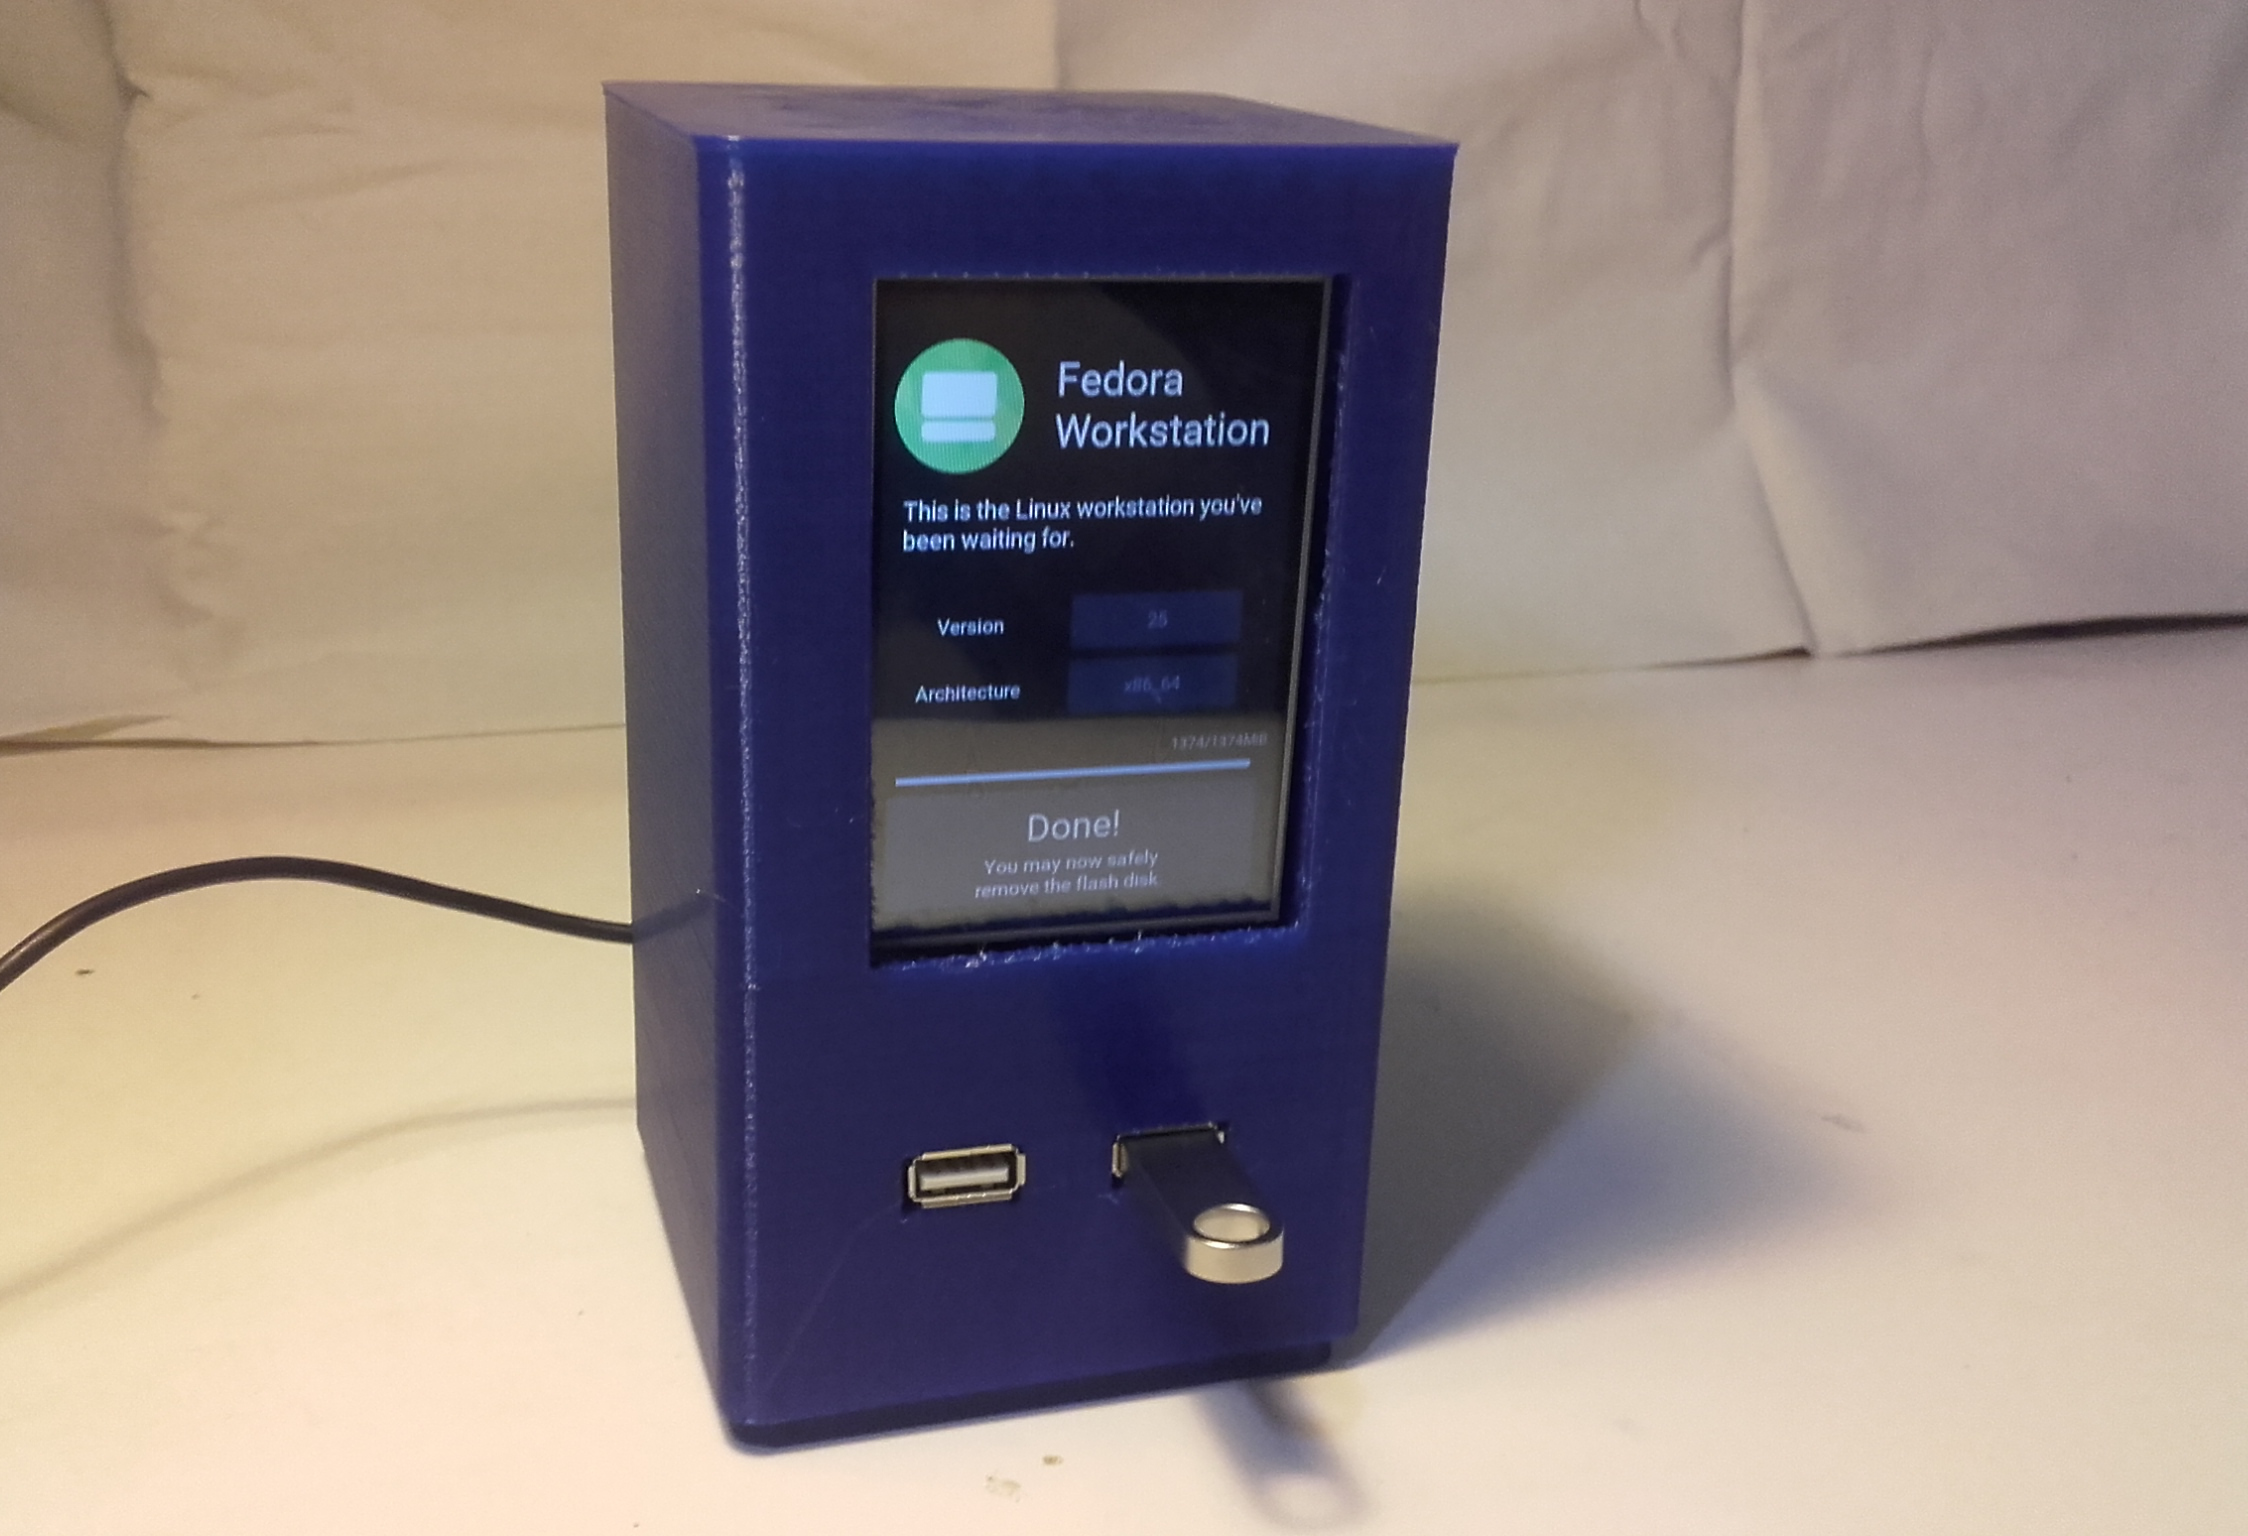 Fedora
Workstation
This is the Linux workstation you've
been waiting for.
Version
25
Architecture
x86_64
1374/1374MiB
Done!
You may now safely
remove the flash disk